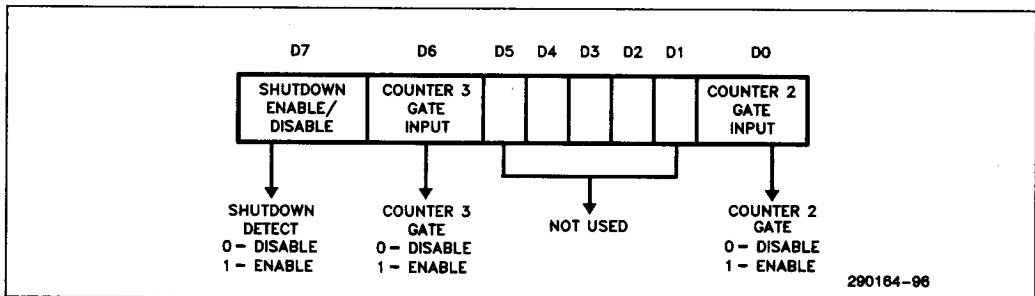 D7 D6 D5 D4 D3 D2 D1 D0
SHUTDOWN
ENABLE/
DISABLE
COUNTER 3
GATE
INPUT
COUNTER 2
GATE
INPUT
SHUTDOWN
DETECT
0 – DISABLE
1 – ENABLE
COUNTER 3
GATE
0 – DISABLE
1 – ENABLE
NOT USED
COUNTER 2
GATE
0 – DISABLE
1 – ENABLE
290164–96